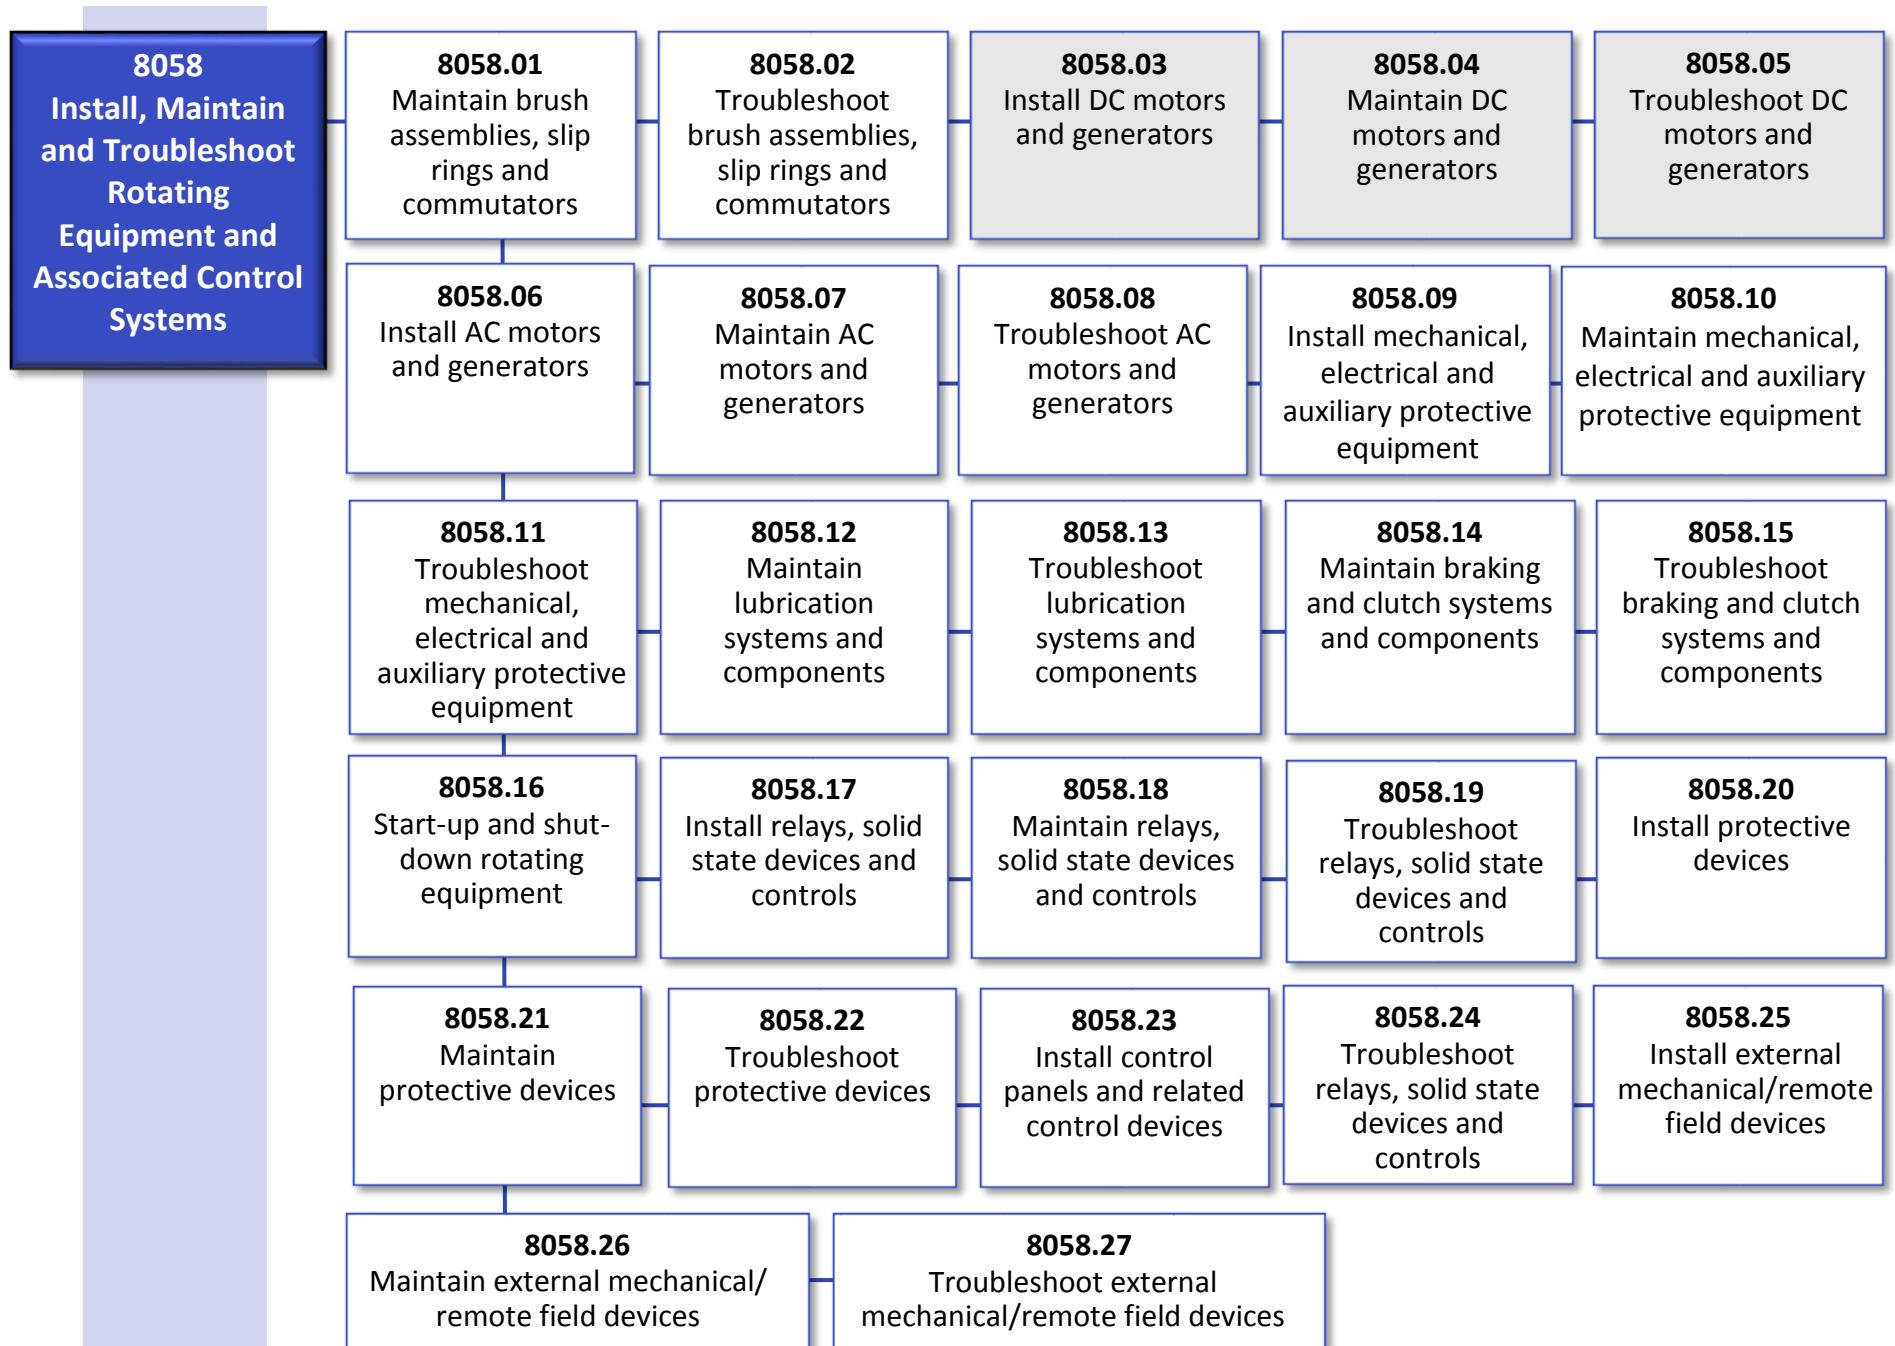 8058
Install, Maintain
and Troubleshoot
Rotating
Equipment and
Associated Control
Systems
8058.01
Maintain brush
assemblies, slip
rings and
commutators
8058.02
Troubleshoot
brush assemblies,
slip rings and
commutators
8058.03
Install DC motors
and generators
8058.04
Maintain DC
motors and
generators
8058.05
Troubleshoot DC
motors and
generators
8058.06
Install AC motors
and generators
8058.07
Maintain AC
motors and
generators
8058.08
Troubleshoot AC
motors and
generators
8058.09
Install mechanical,
electrical and
auxiliary protective
equipment
8058.10
Maintain mechanical,
electrical and auxiliary
protective equipment
8058.11
Troubleshoot
mechanical,
electrical and
auxiliary protective
equipment
8058.12
Maintain
lubrication
systems and
components
8058.13
Troubleshoot
lubrication
systems and
components
8058.14
Maintain braking
and clutch systems
and components
8058.15
Troubleshoot
braking and clutch
systems and
components
8058.16
Start-up and shut-
down rotating
equipment
8058.17
Install relays, solid
state devices and
controls
8058.18
Maintain relays,
solid state devices
and controls
8058.19
Troubleshoot
relays, solid state
devices and
controls
8058.20
Install protective
devices
8058.21
Maintain
protective devices
8058.22
Troubleshoot
protective devices
8058.23
Install control
panels and related
control devices
8058.24
Troubleshoot
relays, solid state
devices and
controls
8058.25
Install external
mechanical/remote
field devices
8058.26
Maintain external mechanical/
remote field devices
8058.27
Troubleshoot external
mechanical/remote field devices